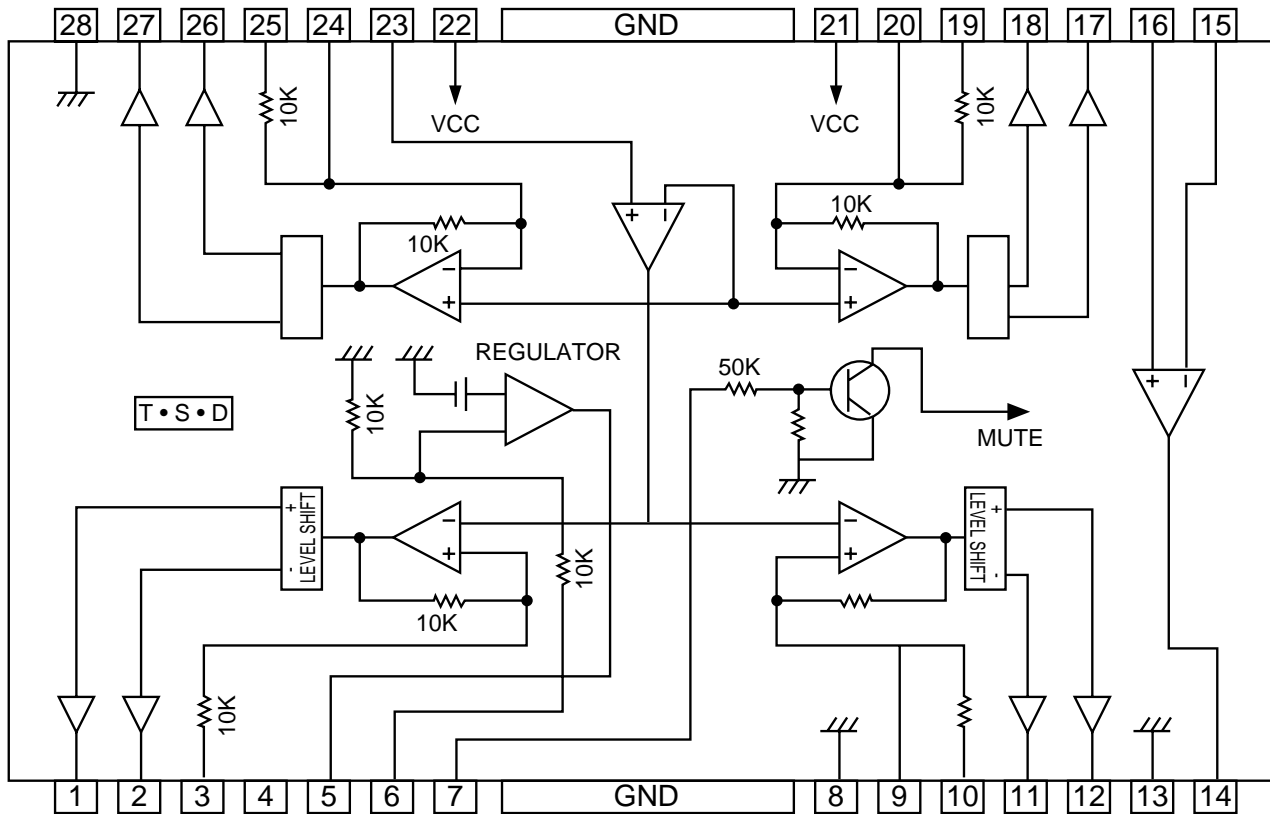 28 27 26 25 24 23 22 GND 21 20 19 18 17 16 15
10K
VCC
VCC
10K
10K
+ −
10K
−
+
−
+
REGULATOR
50K
+ −
T • S • D
10K
MUTE
+ LEVEL SHIFT -
−
+
10K
10K
−
+
+ LEVEL SHIFT -
10K
1 2 3 4 5 6 7 GND 8 9 10 11 12 13 14